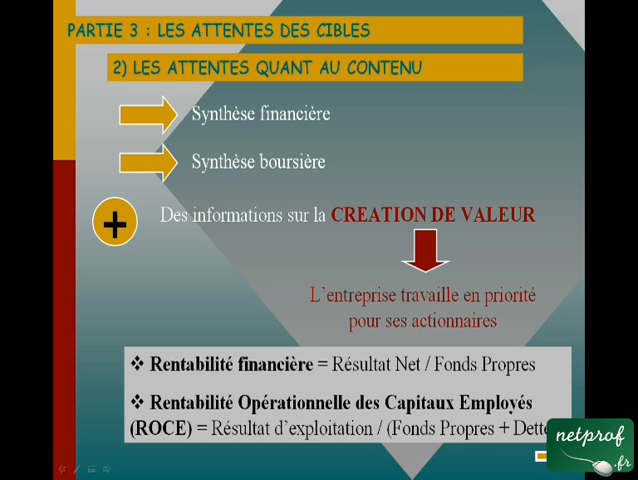 PARTIE 3 : LES ATTENTES DES CIBLES
2) LES ATTENTES QUANT AU CONTENU
Synthèse financière
Synthèse boursière
+ Des informations sur la CREATION DE VALEUR
L'entreprise travaille en priorité
pour ses actionnaires
❖ Rentabilité financière = Résultat Net / Fonds Propres
❖ Rentabilité Opérationnelle des Capitaux Employés
(ROCE) = Résultat d'exploitation / (Fonds Propres + Dette
netprof
.fr